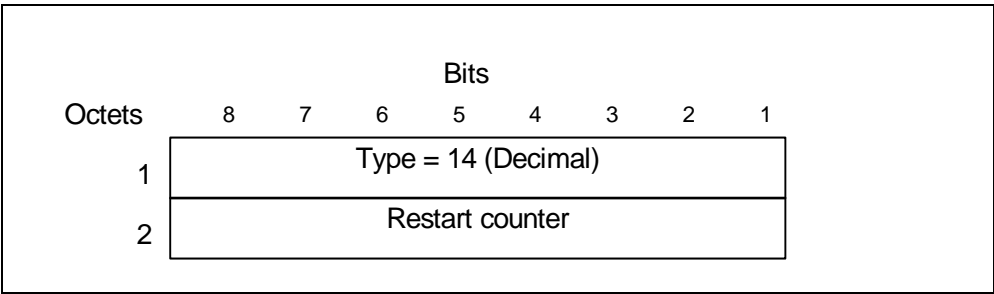 Bits
Octets 8 7 6 5 4 3 2 1
1 Type = 14 (Decimal)
2 Restart counter